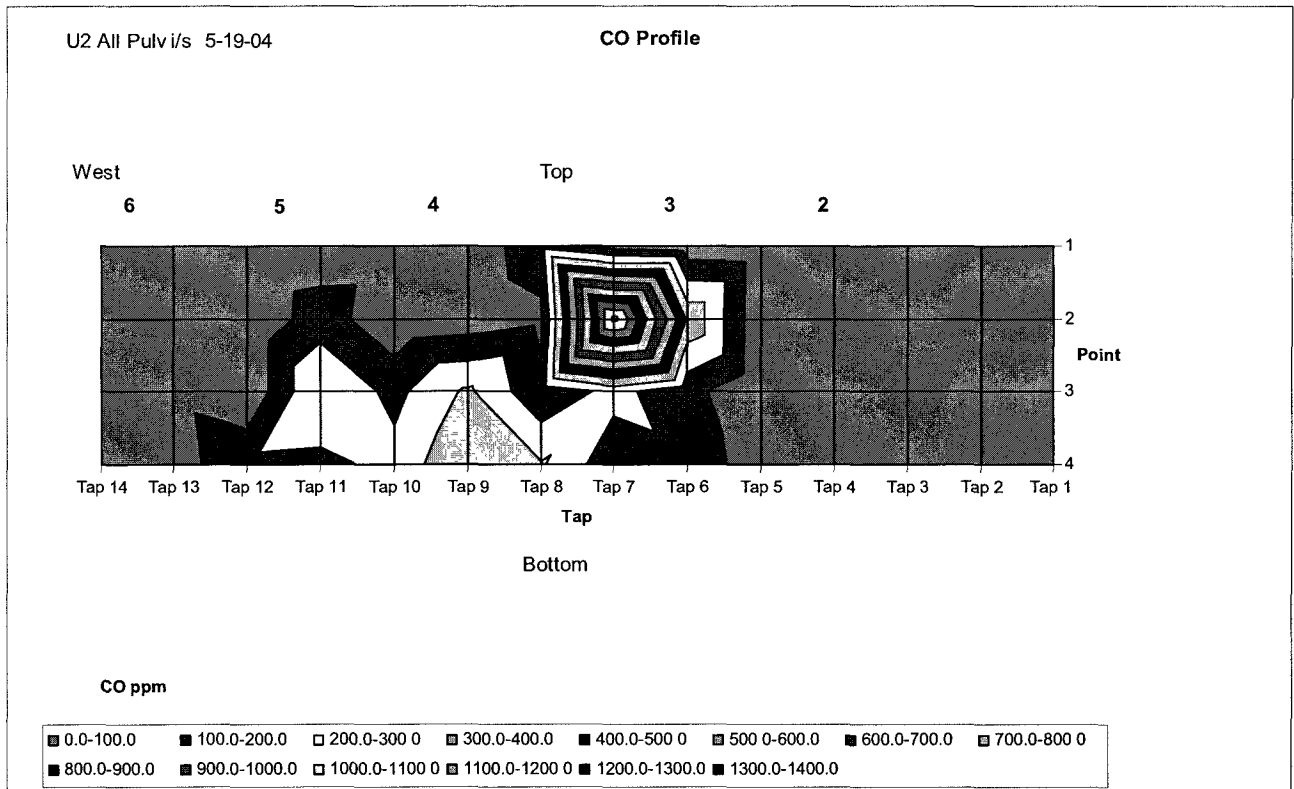 U2 All Pulv i/s 5-19-04
CO Profile
West
Top
6 5 4 3 2
1
2
Point
3
4
Tap 14 Tap 13 Tap 12 Tap 11 Tap 10 Tap 9 Tap 8 Tap 7 Tap 6 Tap 5 Tap 4 Tap 3 Tap 2 Tap 1
Tap
Bottom
CO ppm
0.0-100.0 100.0-200.0 200.0-300 0 300.0-400.0 400.0-500 0 500 0-600.0 600.0-700.0 700.0-800 0
800.0-900.0 900.0-1000.0 1000.0-1100 0 1100.0-1200 0 1200.0-1300.0 1300.0-1400.0